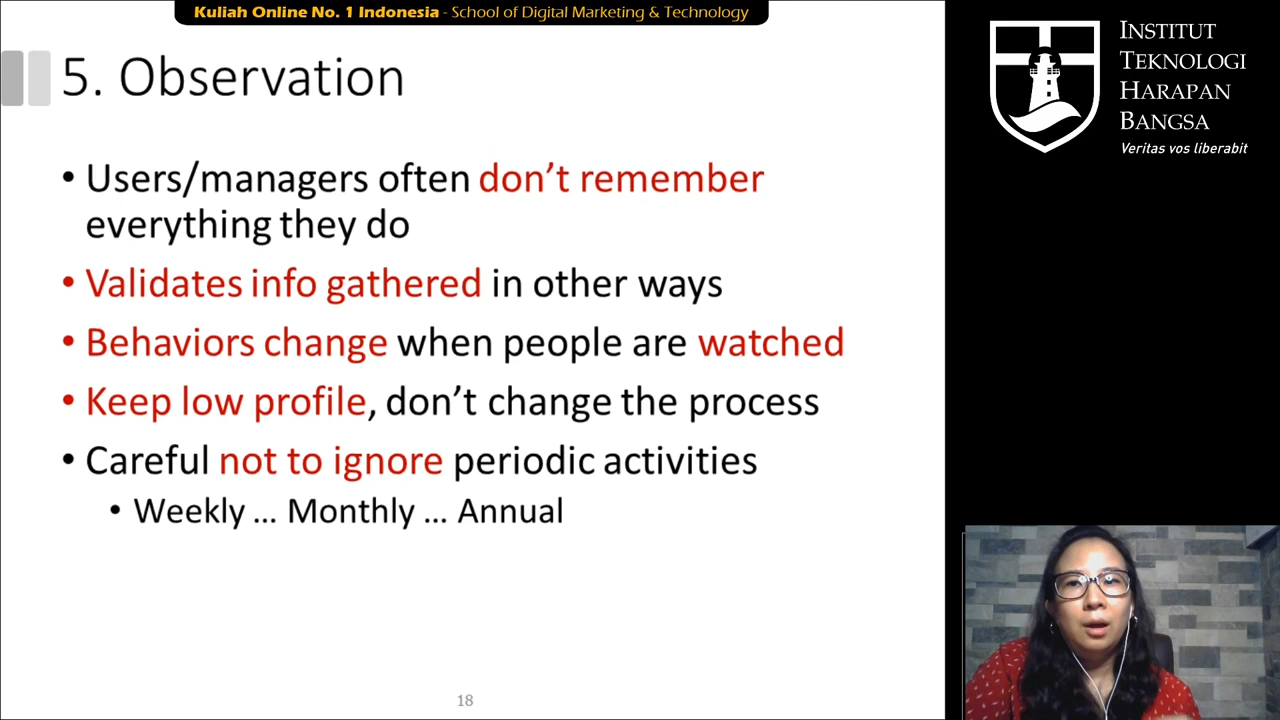 Kuliah Online No. 1 Indonesia - School of Digital Marketing & Technology
5. Observation
• Users/managers often don't remember
everything they do
• Validates info gathered in other ways
• Behaviors change when people are watched
• Keep low profile, don't change the process
• Careful not to ignore periodic activities
• Weekly ... Monthly ... Annual
18
INSTITUT
TEKNOLOGI
HARAPAN
BANGSA
Veritas vos liberabit